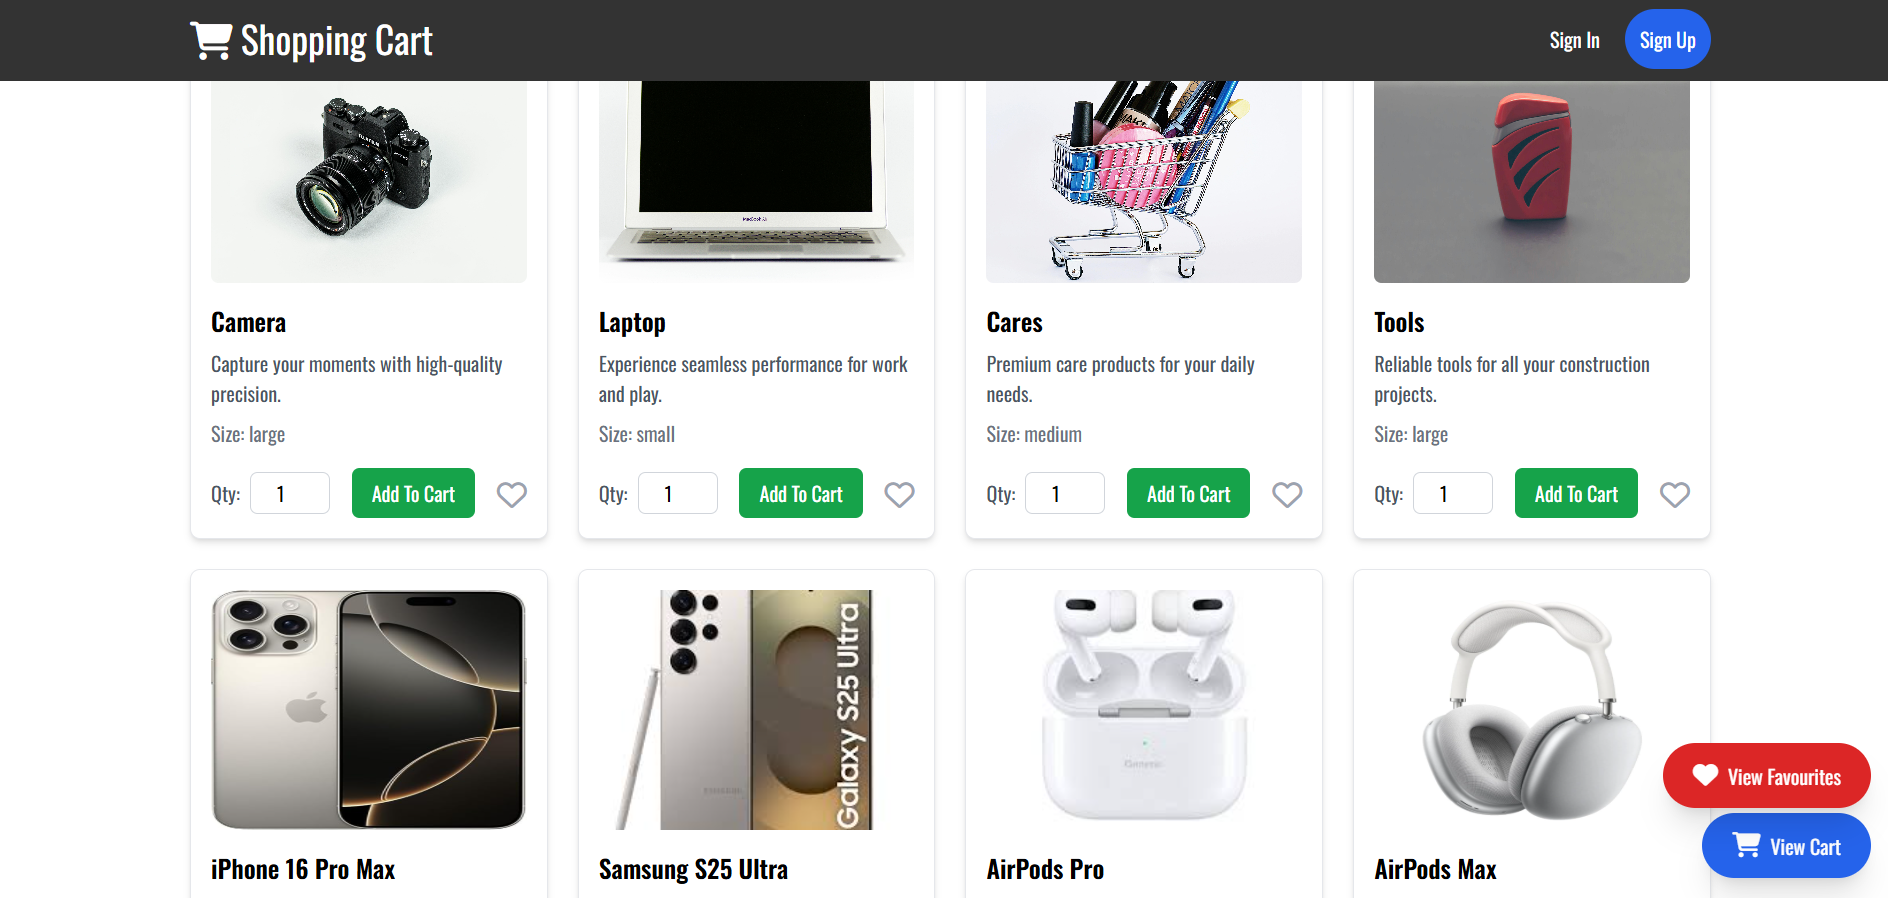 Shopping Cart
Sign In
Sign Up
MacBook Air
MAKE
Camera
Laptop
Cares
Tools
Capture your moments with high-quality
precision.
Experience seamless performance for work
and play.
Premium care products for your daily
needs.
Reliable tools for all your construction
projects.
Size: large
Size: small
Size: medium
Size: large
Qty: 1 Add To Cart
Qty: 1 Add To Cart
Qty: 1 Add To Cart
Qty: 1 Add To Cart
Galaxy S25 Ultra
View Favourites
View Cart
iPhone 16 Pro Max
Samsung S25 Ultra
AirPods Pro
AirPods Max